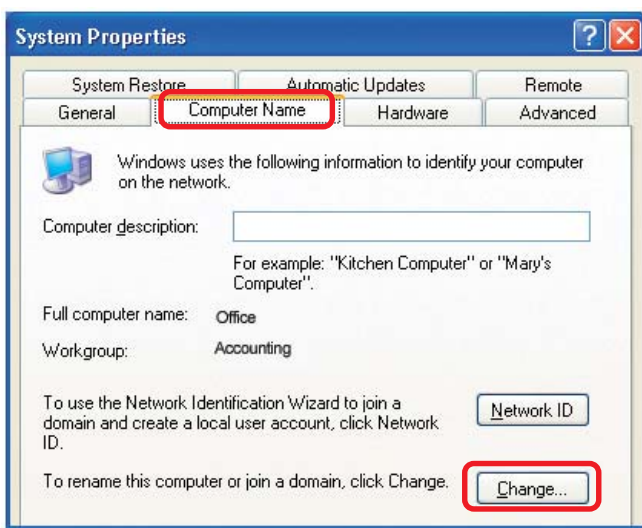 System Properties
?
X
System Restore
Automatic Updates
Remote
General
Computer Name
Hardware
Advanced
Windows uses the following information to identify your computer
on the network.
Computer description:
For example: "Kitchen Computer" or "Mary's
Computer".
Full computer name: Office
Workgroup: Accounting
To use the Network Identification Wizard to join a
domain and create a local user account, click Network
ID.
Network ID
To rename this computer or join a domain, click Change.
Change...